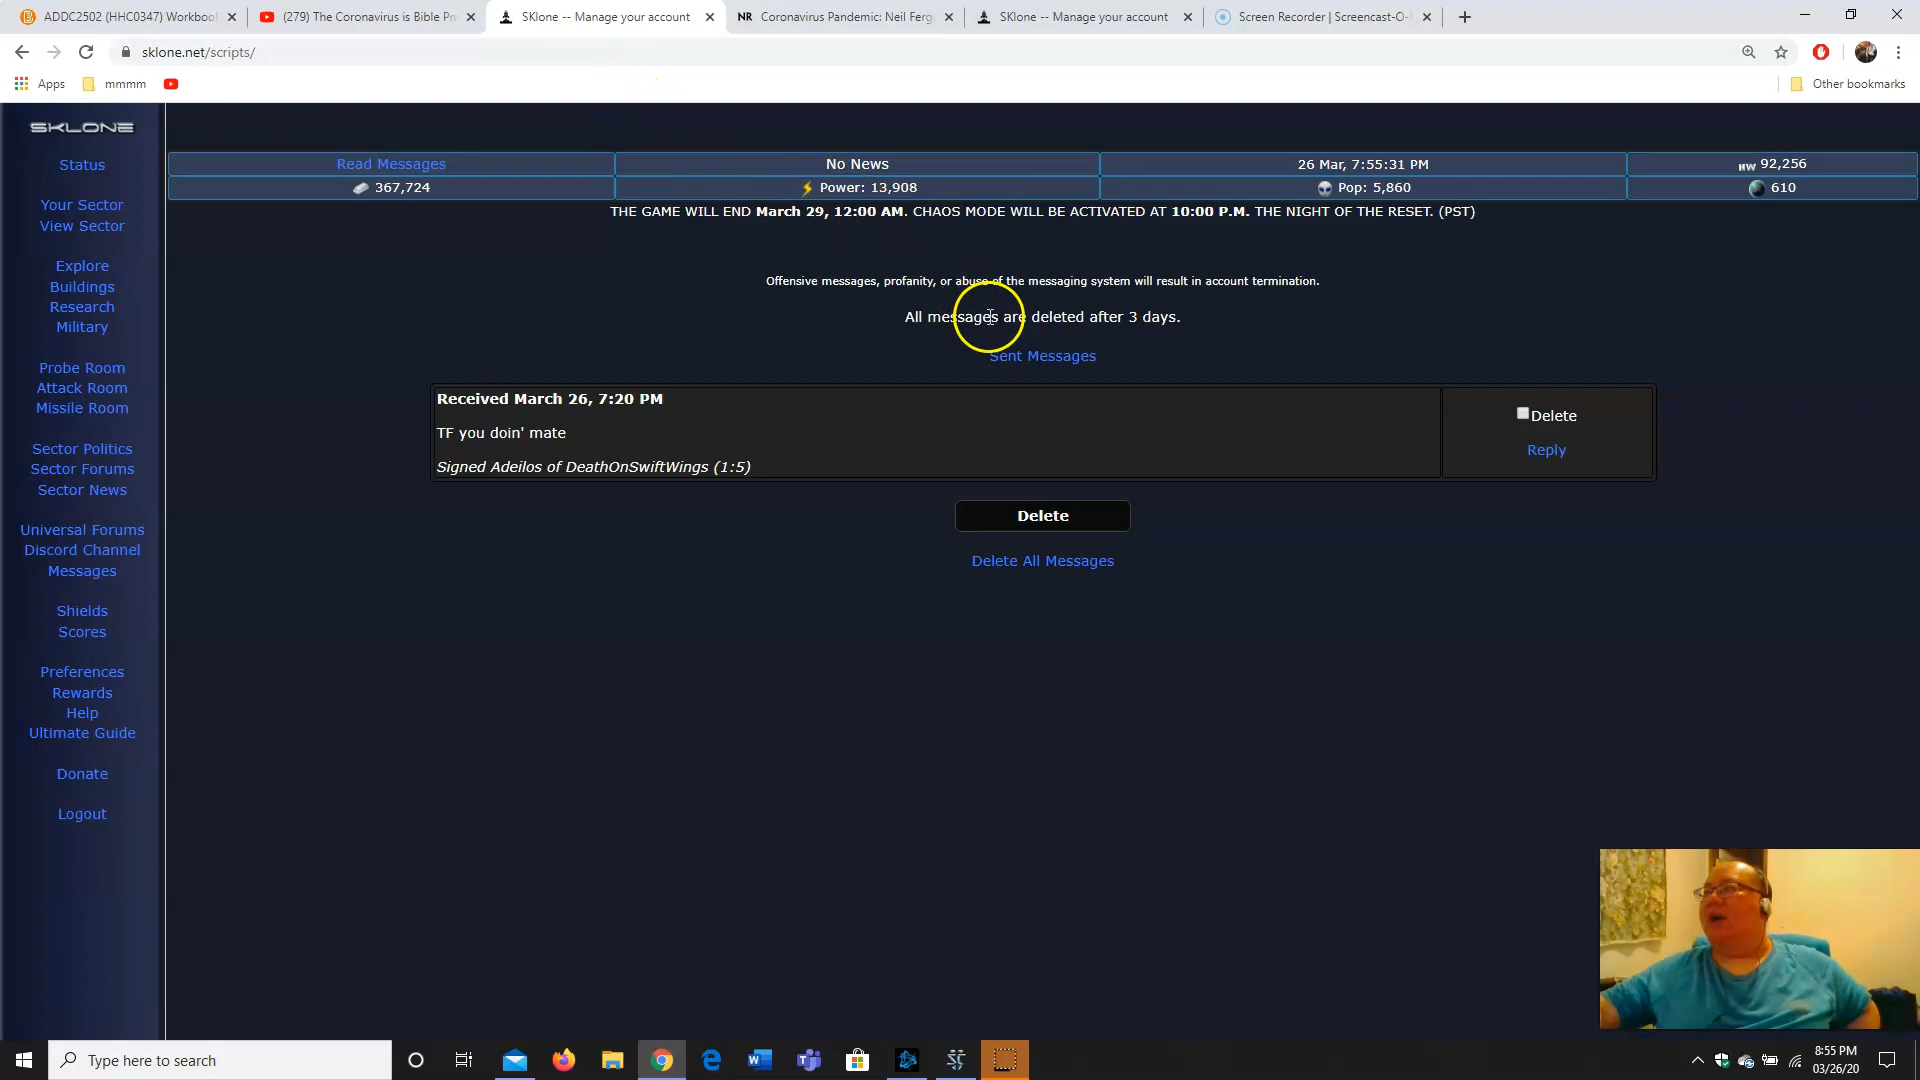 ADDC2502 (HHC0347) Workboo
(279) The Coronavirus is Bible Pr
SKlone -- Manage your account
NR Coronavirus Pandemic: Neil Ferg
SKlone -- Manage your account
Screen Recorder | Screencast-O-
sklone.net/scripts/
Apps mmmm Other bookmarks
SKLONE
Status
Your Sector
View Sector
Explore
Buildings
Research
Military
Probe Room
Attack Room
Missile Room
Sector Politics
Sector Forums
Sector News
Universal Forums
Discord Channel
Messages
Shields
Scores
Preferences
Rewards
Help
Ultimate Guide
Donate
Logout
Read Messages No News 26 Mar, 7:55:31 PM NW 92,256
367,724 Power: 13,908 Pop: 5,860 610
THE GAME WILL END March 29, 12:00 AM. CHAOS MODE WILL BE ACTIVATED AT 10:00 P.M. THE NIGHT OF THE RESET. (PST)
Offensive messages, profanity, or abuse of the messaging system will result in account termination.
All messages are deleted after 3 days.
Sent Messages
Received March 26, 7:20 PM
TF you doin' mate
Signed Adeilos of DeathOnSwiftWings (1:5)
Delete
Reply
Delete
Delete All Messages
Type here to search
8:55 PM
03/26/20